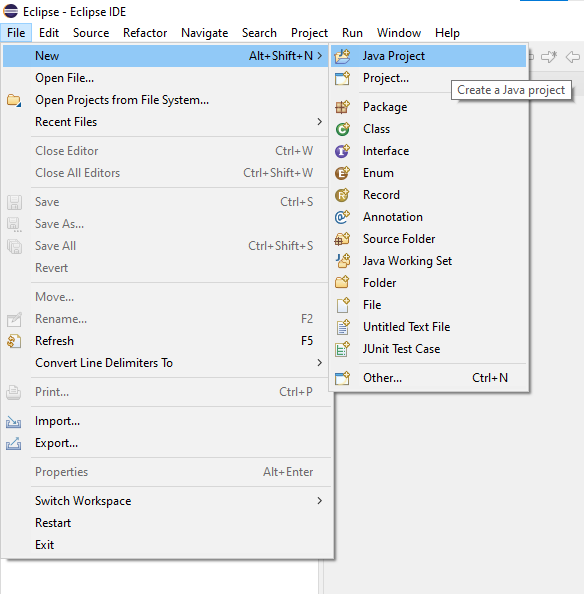 Eclipse - Eclipse IDE
File Edit Source Refactor Navigate Search Project Run Window Help
New Alt+Shift+N
Open File...
Open Projects from File System...
Recent Files
Close Editor Ctrl+W
Close All Editors Ctrl+Shift+W
Save Ctrl+S
Save As...
Save All Ctrl+Shift+S
Revert
Move...
Rename... F2
Refresh F5
Convert Line Delimiters To
Print... Ctrl+P
Import...
Export...
Properties Alt+Enter
Switch Workspace
Restart
Exit
Java Project
Project...
Create a Java project
Package
Class
Interface
Enum
Record
Annotation
Source Folder
Java Working Set
Folder
File
Untitled Text File
JUnit Test Case
Other... Ctrl+N